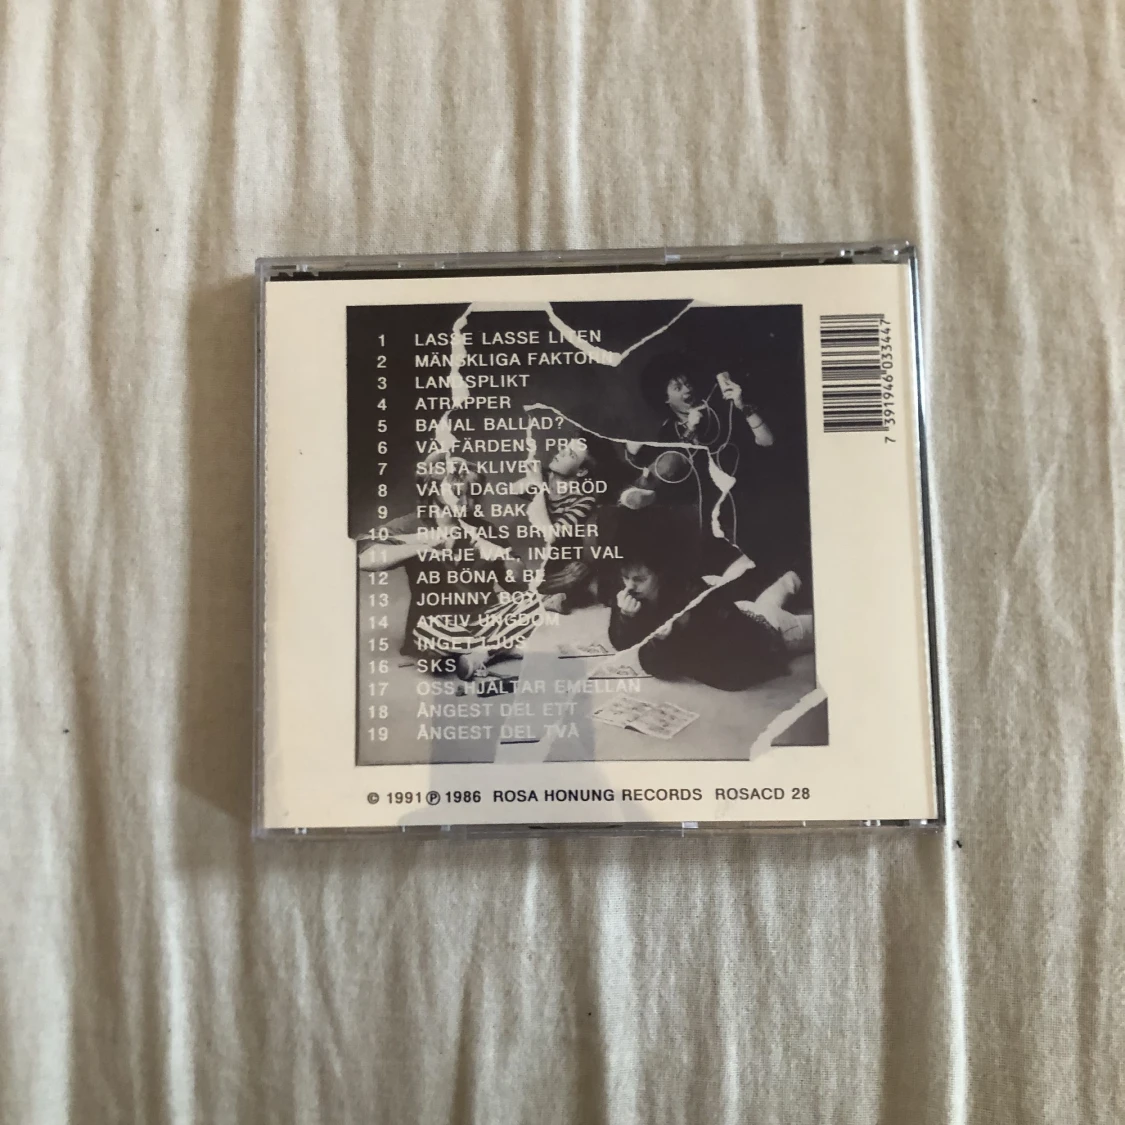 1 LASSE LASSE LITEN
2 MÄNSKLIGA FAKTORN
3 LANDSPLIKT
4 ATRAPPER
5 BANAL BALLAD?
6 VÄLFÄRDENS PRIS
7 SISTA KLIVET
8 VÅRT DAGLIGA BRÖD
9 FRAM & BAK
10 RINGHALS BRINNER
11 VARJE VAL, INGET VAL
12 AB BÖNA & BE
13 JOHNNY BOY
14 AKTIV UNGDOM
15 INGET LJUS
16 SKS
17 OSS HJÄLTAR EMELLAN
18 ÅNGEST DEL ETT
19 ÅNGEST DEL TVÅ
© 1991 ℗ 1986 ROSA HONUNG RECORDS ROSACD 28
7 391946 033447